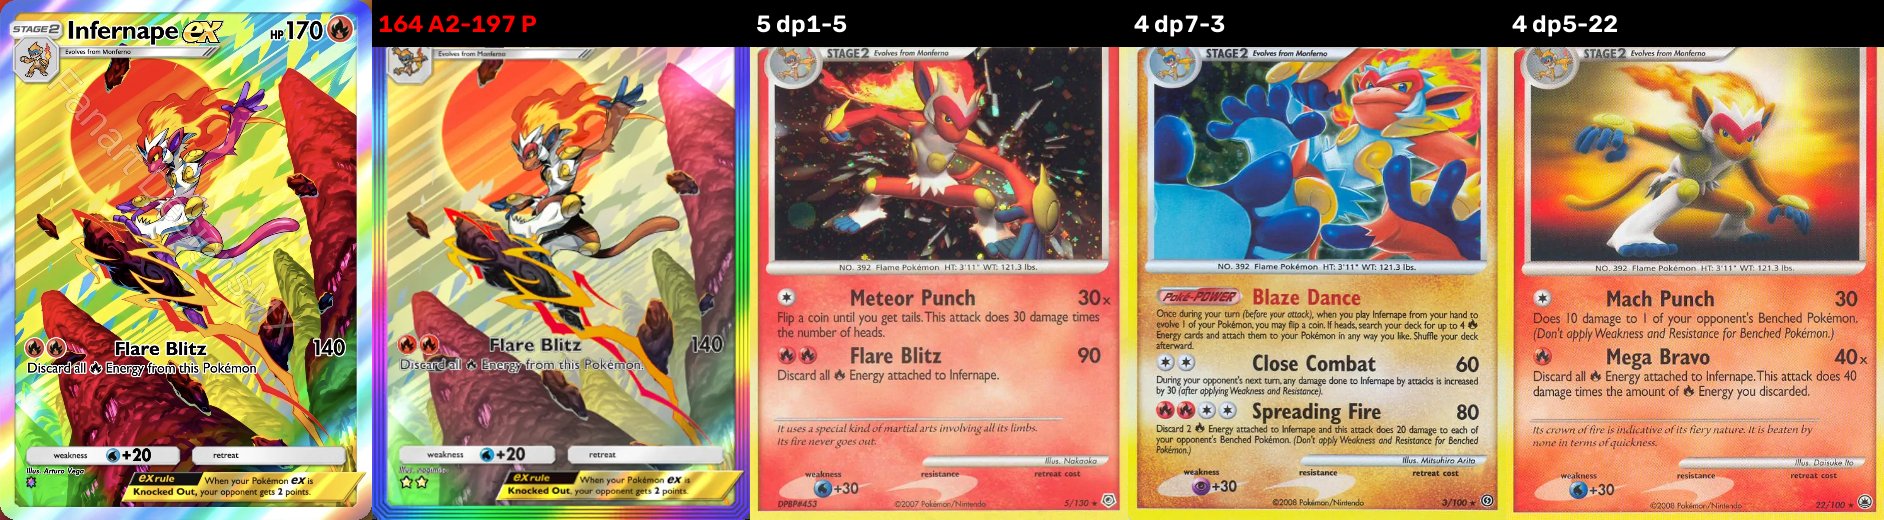 STAGE2 Infernape ex HP 170
Evolves from Monferno
Fanart
Flare Blitz 140
Discard all Energy from this Pokémon
weakness +20 retreat
Illus. Arturo Vega
ex rule When your Pokémon ex is
Knocked Out, your opponent gets 2 points.
164 A2-197 P
Evolves from Monferno
Flare Blitz 140
Discard all Energy from this Pokémon.
weakness +20 retreat
ex rule When your Pokémon ex is
Knocked Out, your opponent gets 2 points.
5 dp1-5
STAGE2 Evolves from Monferno
NO. 392 Flame Pokémon HT: 3'11" WT: 121.3 lbs.
Meteor Punch 30×
Flip a coin until you get tails. This attack does 30 damage times
the number of heads.
Flare Blitz 90
Discard all Energy attached to Infernape.
It uses a special kind of martial arts involving all its limbs.
Its fire never goes out.
Illus. Nakaoka
weakness resistance retreat cost
+30
DPBP#453 ©2007 Pokémon/Nintendo 5/130 ★
4 dp7-3
STAGE2 Evolves from Monferno
NO. 392 Flame Pokémon HT: 3'11" WT: 121.3 lbs.
POKÉ-POWER Blaze Dance
Once during your turn (before your attack), when you play Infernape from your hand to
evolve 1 of your Pokémon, you may flip a coin. If heads, search your deck for up to 4
Energy cards and attach them to your Pokémon in any way you like. Shuffle your deck
afterward.
Close Combat 60
During your opponent's next turn, any damage done to Infernape by attacks is increased
by 30 (after applying Weakness and Resistance).
Spreading Fire 80
Discard 2 Energy attached to Infernape and this attack does 20 damage to each of
your opponent's Benched Pokémon. (Don't apply Weakness and Resistance for Benched
Pokémon.)
Illus. Mitsuhiro Arita
weakness resistance retreat cost
+30
©2008 Pokémon/Nintendo 3/100 ★
4 dp5-22
STAGE2 Evolves from Monferno
NO. 392 Flame Pokémon HT: 3'11" WT: 121.3 lbs.
Mach Punch 30
Does 10 damage to 1 of your opponent's Benched Pokémon.
(Don't apply Weakness and Resistance for Benched Pokémon.)
Mega Bravo 40×
Discard all Energy attached to Infernape. This attack does 40
damage times the amount of Energy you discarded.
Its crown of fire is indicative of its fiery nature. It is beaten by
none in terms of quickness.
Illus. Daisuke Ito
weakness resistance retreat cost
+30
©2008 Pokémon/Nintendo 22/100 ★